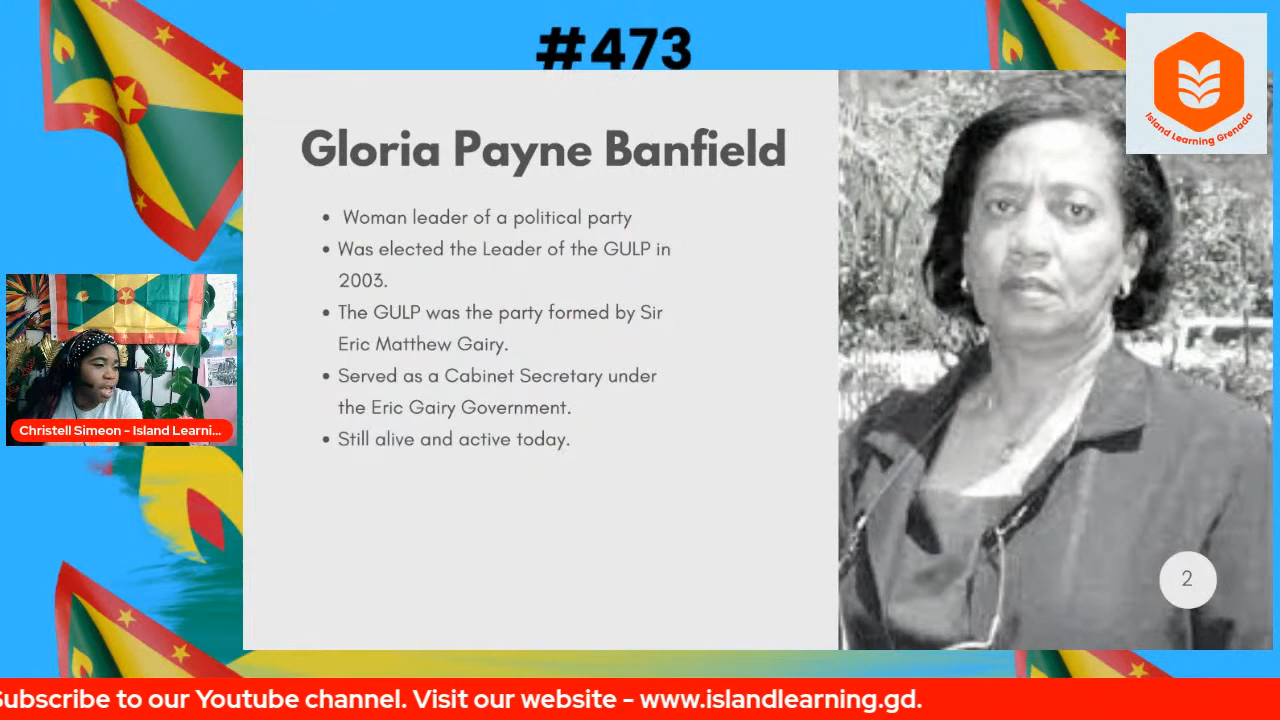 #473
Island Learning Grenada
Gloria Payne Banfield
• Woman leader of a political party
• Was elected the Leader of the GULP in
2003.
• The GULP was the party formed by Sir
Eric Matthew Gairy.
• Served as a Cabinet Secretary under
the Eric Gairy Government.
• Still alive and active today.
Christell Simeon - Island Learni...
2
Subscribe to our Youtube channel. Visit our website - www.islandlearning.gd.